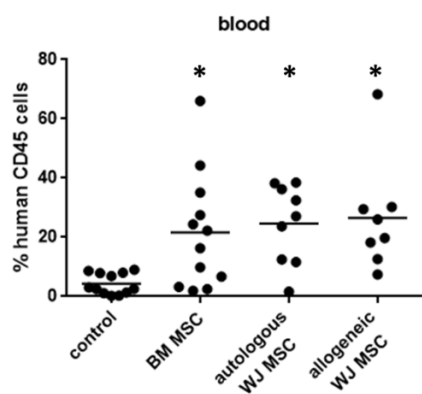 blood
80
60
40
20
0
% human CD45 cells
* * *
control
BM MSC
autologous
WJ MSC
allogeneic
WJ MSC